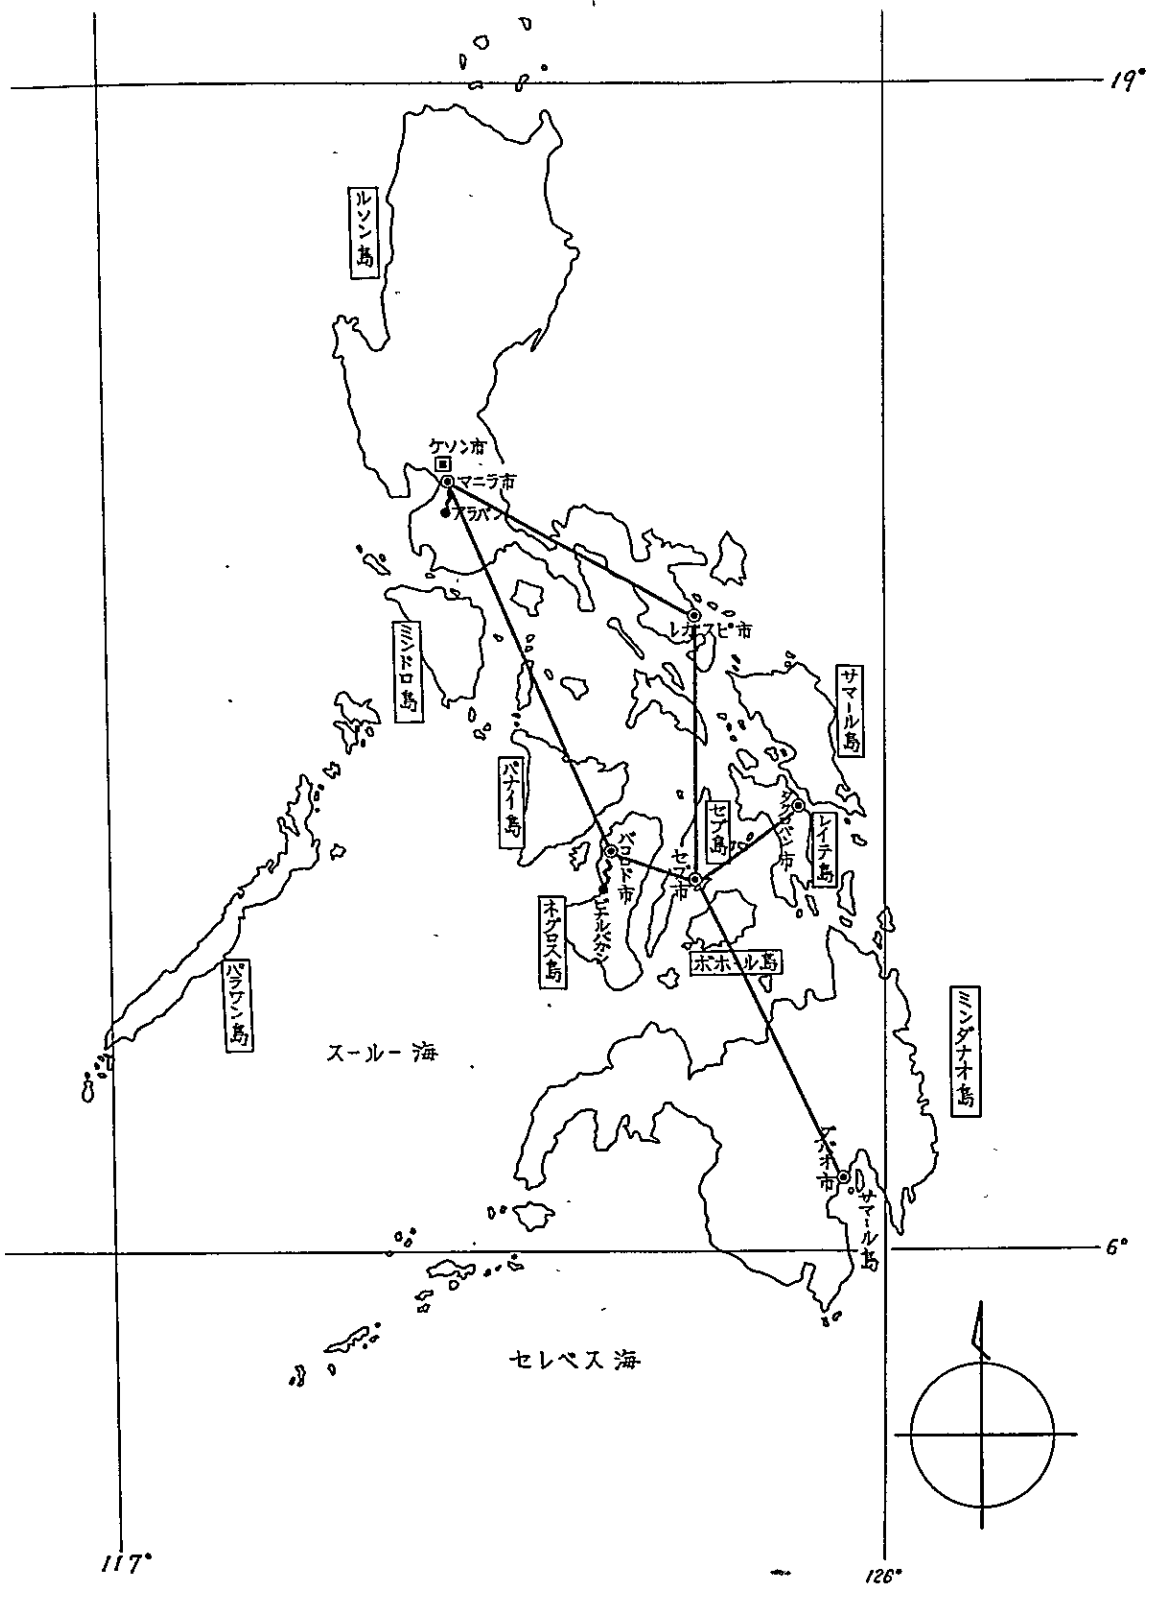 19°
ルソン島
ケソン市
マニラ市
アラバン
レガスピ市
ミンドロ島
サマール島
パナイ島
セブ島
タクロバン市
レイテ島
バコロド市
セブ市
ネグロス島
ビナルバガン
ボホール島
パラワン島
スールー海
ミンダナオ島
ダバオ市
サマール島
6°
セレベス海
117°
126°